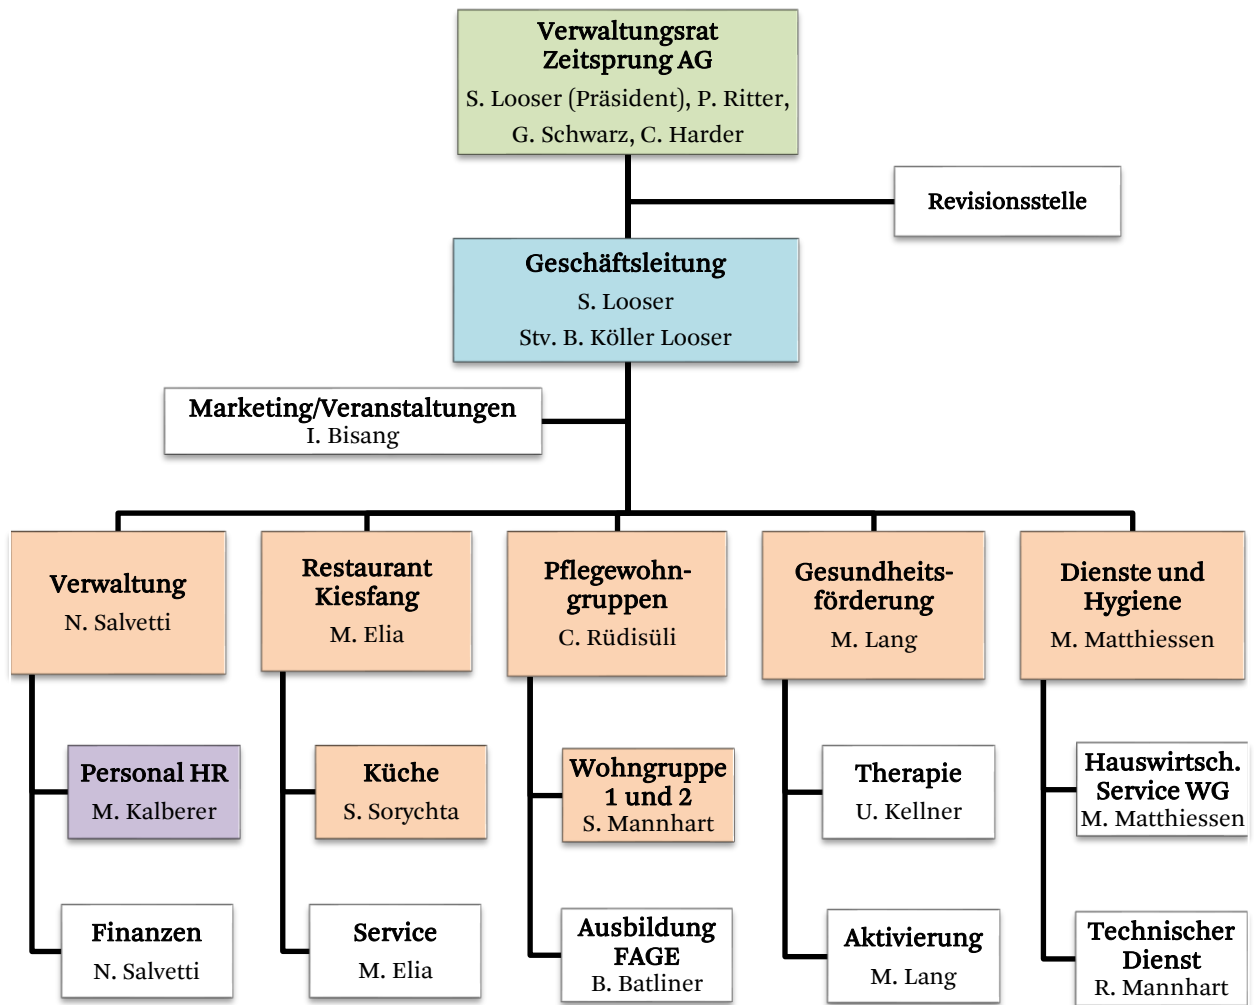 Verwaltungsrat
Zeitsprung AG
S. Looser (Präsident), P. Ritter,
G. Schwarz, C. Harder
Revisionsstelle
Geschäftsleitung
S. Looser
Stv. B. Köller Looser
Marketing/Veranstaltungen
I. Bisang
Verwaltung
N. Salvetti
Restaurant
Kiesfang
M. Elia
Pflegewohn-
gruppen
C. Rüdisüli
Gesundheits-
förderung
M. Lang
Dienste und
Hygiene
M. Matthiessen
Personal HR
M. Kalberer
Küche
S. Sorychta
Wohngruppe
1 und 2
S. Mannhart
Therapie
U. Kellner
Hauswirtsch.
Service WG
M. Matthiessen
Finanzen
N. Salvetti
Service
M. Elia
Ausbildung
FAGE
B. Batliner
Aktivierung
M. Lang
Technischer
Dienst
R. Mannhart